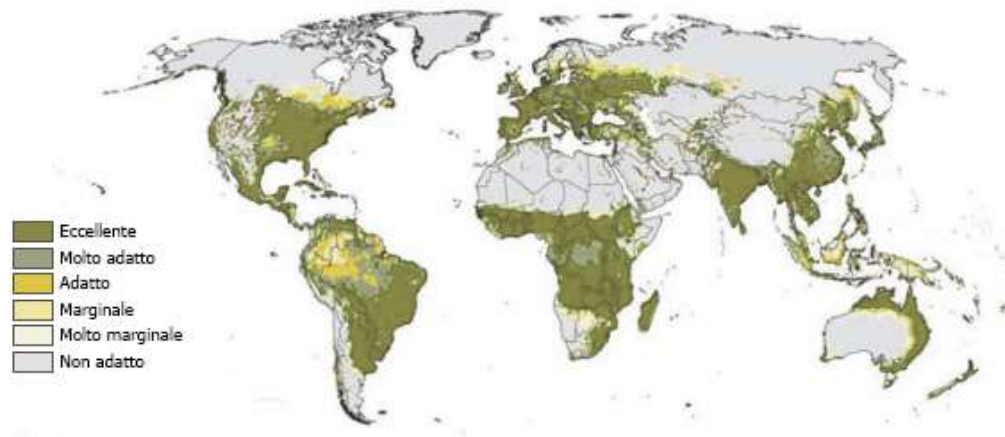 Eccellente
Molto adatto
Adatto
Marginale
Molto marginale
Non adatto